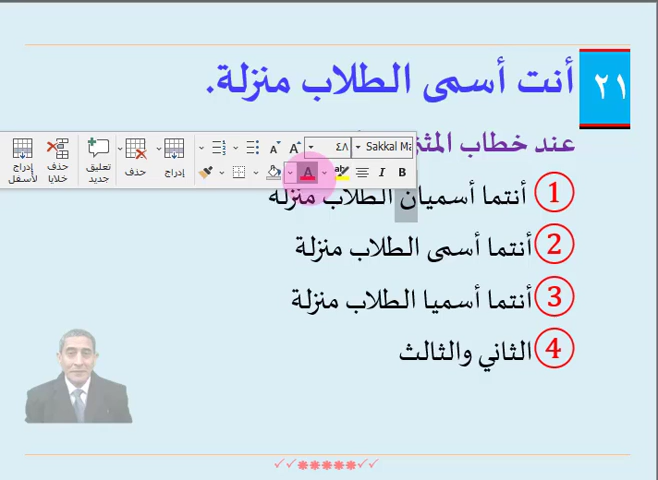 ٢١
أنت أسمى الطلاب منزلة.
عند خطاب
Sakkal Ma ٤٨
إدراج لأسفل
حذف خلايا
تعليق جديد
حذف
إدراج
A ab B I
1 أنتما أسميان الطلاب منزلة
2 أنتما أسمى الطلاب منزلة
3 أنتما أسميا الطلاب منزلة
4 الثاني والثالث